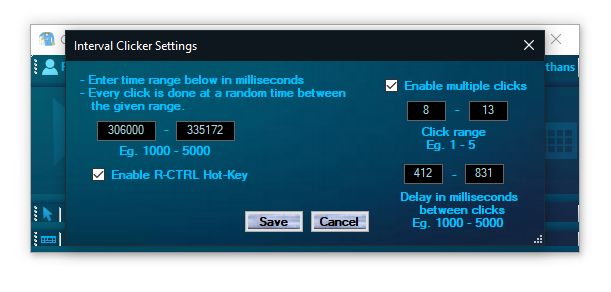 Interval Clicker Settings
thans
- Enter time range below in milliseconds
- Every click is done at a random time between
the given range.
306000 - 335172
Eg. 1000 - 5000
Enable R-CTRL Hot-Key
Enable multiple clicks
8 - 13
Click range
Eg. 1 - 5
412 - 831
Delay in milliseconds
between clicks
Eg. 1000 - 5000
Save Cancel